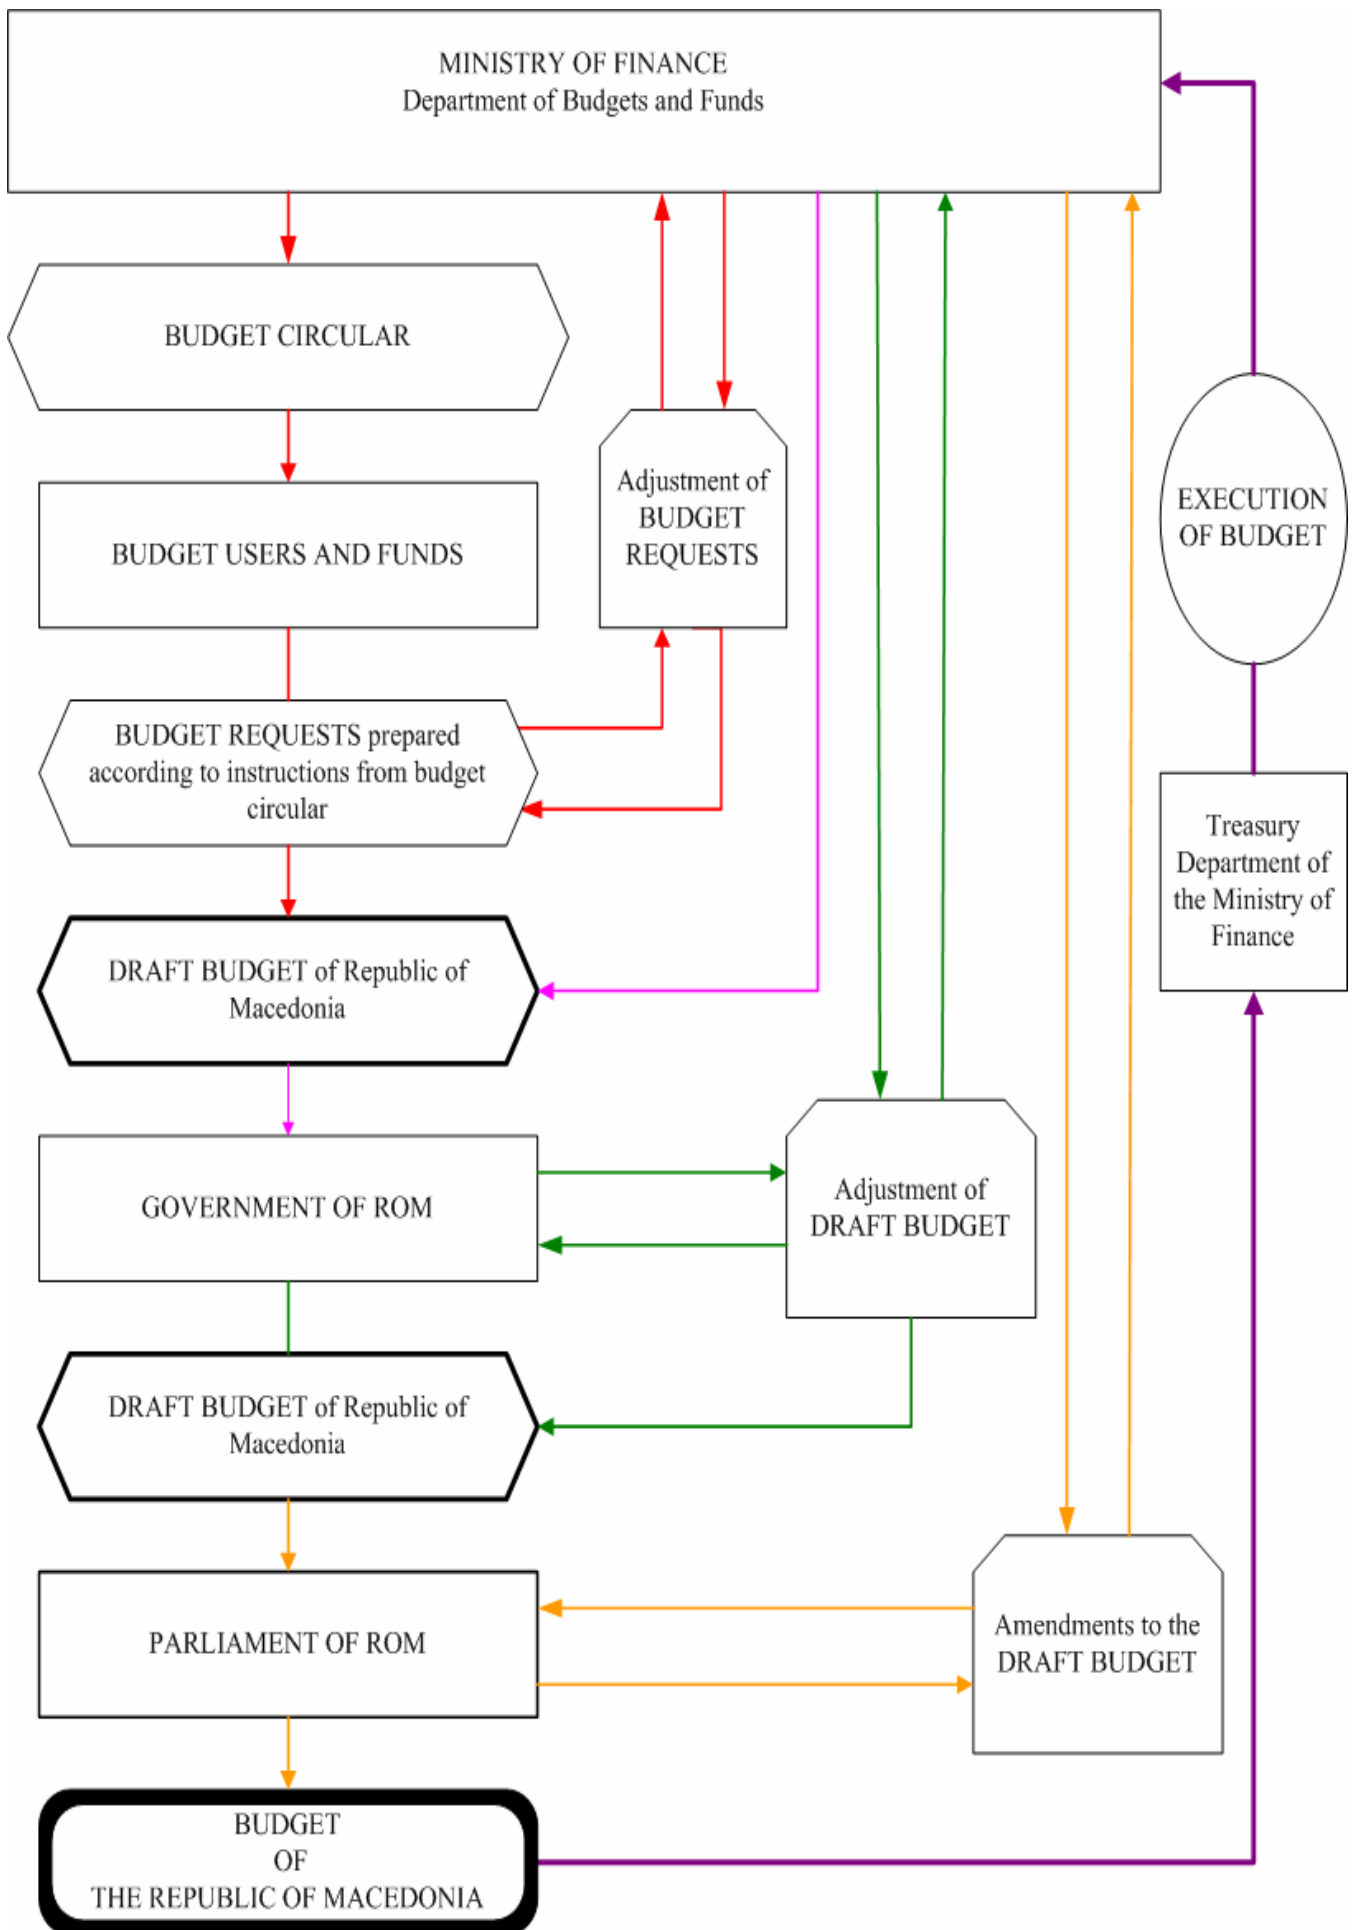 MINISTRY OF FINANCE
Department of Budgets and Funds
BUDGET CIRCULAR
Adjustment of
BUDGET
REQUESTS
EXECUTION
OF BUDGET
BUDGET USERS AND FUNDS
BUDGET REQUESTS prepared
according to instructions from budget
circular
Treasury
Department of
the Ministry of
Finance
DRAFT BUDGET of Republic of
Macedonia
GOVERNMENT OF ROM
Adjustment of
DRAFT BUDGET
DRAFT BUDGET of Republic of
Macedonia
PARLIAMENT OF ROM
Amendments to the
DRAFT BUDGET
BUDGET
OF
THE REPUBLIC OF MACEDONIA